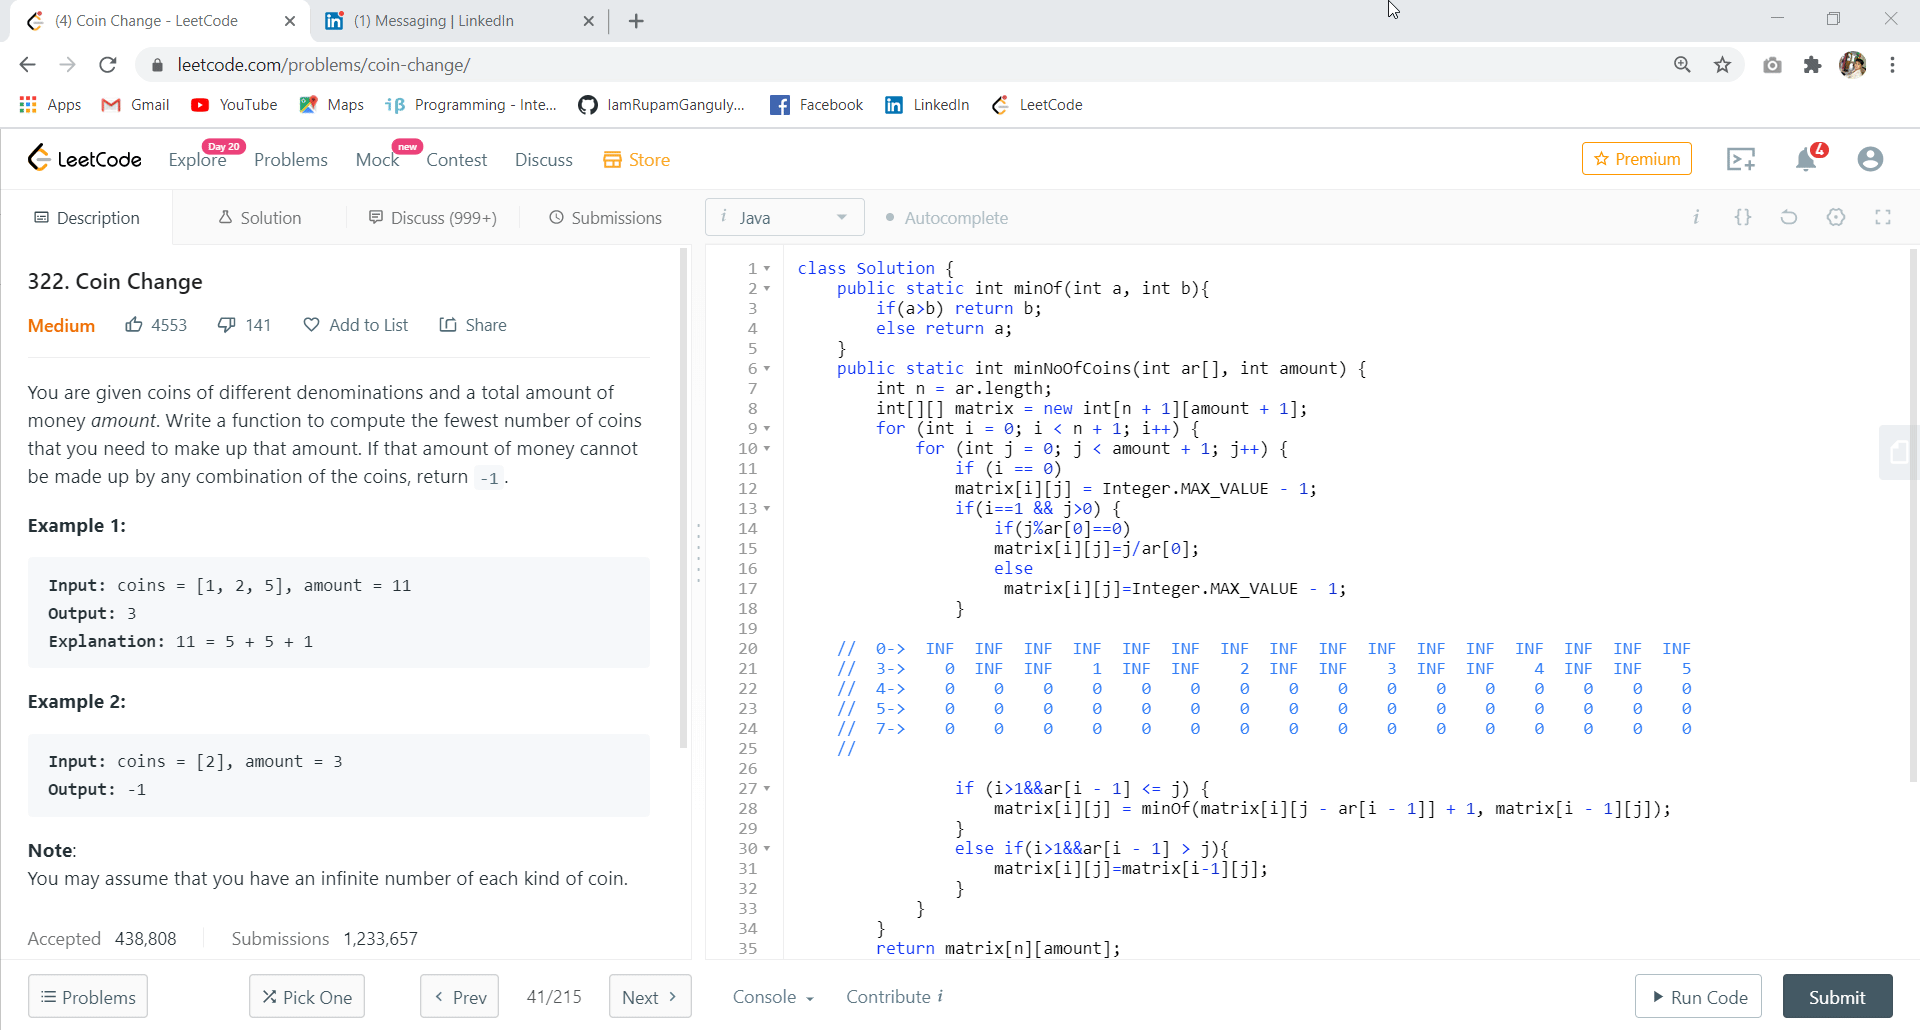 (4) Coin Change - LeetCode
(1) Messaging | LinkedIn
leetcode.com/problems/coin-change/
Apps
Gmail
YouTube
Maps
Programming - Inte...
IamRupamGanguly...
Facebook
LinkedIn
LeetCode
LeetCode
Explore
Day 20
Problems
Mock
new
Contest
Discuss
Store
Premium
4
Description
Solution
Discuss (999+)
Submissions
i Java
Autocomplete
i
{}
322. Coin Change
Medium
4553
141
Add to List
Share
You are given coins of different denominations and a total amount of
money amount. Write a function to compute the fewest number of coins
that you need to make up that amount. If that amount of money cannot
be made up by any combination of the coins, return -1 .
Example 1:
Input: coins = [1, 2, 5], amount = 11
Output: 3
Explanation: 11 = 5 + 5 + 1
Example 2:
Input: coins = [2], amount = 3
Output: -1
Note:
You may assume that you have an infinite number of each kind of coin.
Accepted 438,808
Submissions 1,233,657
1 class Solution {
2 public static int minOf(int a, int b){
3 if(a>b) return b;
4 else return a;
5 }
6 public static int minNoOfCoins(int ar[], int amount) {
7 int n = ar.length;
8 int[][] matrix = new int[n + 1][amount + 1];
9 for (int i = 0; i < n + 1; i++) {
10 for (int j = 0; j < amount + 1; j++) {
11 if (i == 0)
12 matrix[i][j] = Integer.MAX_VALUE - 1;
13 if(i==1 && j>0) {
14 if(j%ar[0]==0)
15 matrix[i][j]=j/ar[0];
16 else
17 matrix[i][j]=Integer.MAX_VALUE - 1;
18 }
19
20 // 0-> INF INF INF INF INF INF INF INF INF INF INF INF INF INF INF INF
21 // 3-> 0 INF INF 1 INF INF 2 INF INF 3 INF INF 4 INF INF 5
22 // 4-> 0 0 0 0 0 0 0 0 0 0 0 0 0 0 0 0
23 // 5-> 0 0 0 0 0 0 0 0 0 0 0 0 0 0 0 0
24 // 7-> 0 0 0 0 0 0 0 0 0 0 0 0 0 0 0 0
25 //
26
27 if (i>1&&ar[i - 1] <= j) {
28 matrix[i][j] = minOf(matrix[i][j - ar[i - 1]] + 1, matrix[i - 1][j]);
29 }
30 else if(i>1&&ar[i - 1] > j){
31 matrix[i][j]=matrix[i-1][j];
32 }
33 }
34 }
35 return matrix[n][amount];
Problems
Pick One
Prev
41/215
Next
Console
Contribute i
Run Code
Submit